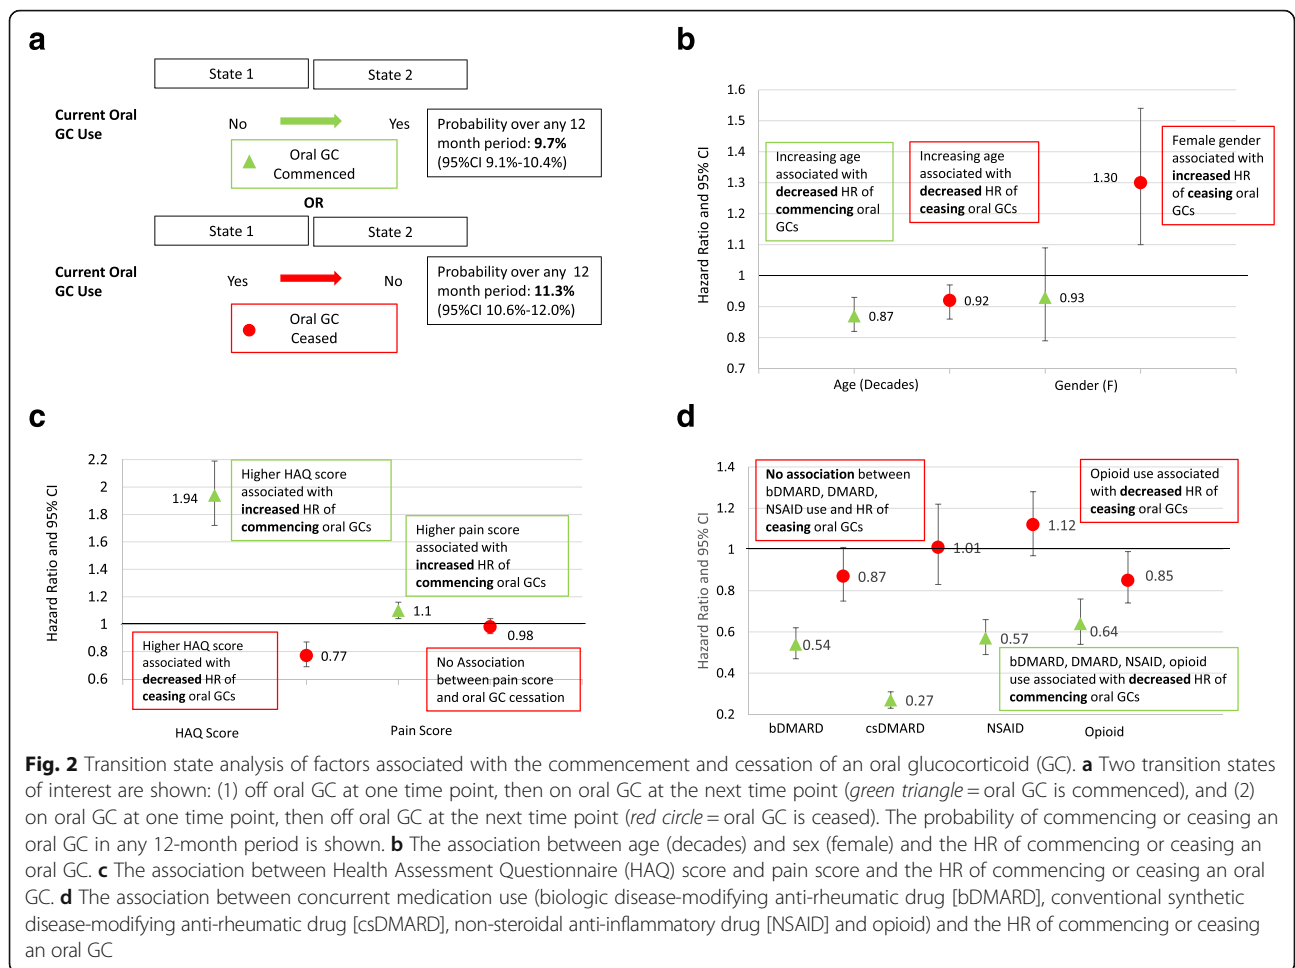 a
State 1
State 2
Current Oral
GC Use
No
Yes
Oral GC
Commenced
Probability over any 12
month period: 9.7%
(95%CI 9.1%-10.4%)
OR
State 1
State 2
Current Oral
GC Use
Yes
No
Oral GC
Ceased
Probability over any 12
month period: 11.3%
(95%CI 10.6%-12.0%)
b
Hazard Ratio and 95% CI
1.6
1.5
1.4
1.3
1.2
1.1
1
0.9
0.8
0.7
Increasing age
associated with
decreased HR of
commencing oral
GCs
Increasing age
associated with
decreased HR of
ceasing oral GCs
Female gender
associated with
increased HR
of ceasing oral
GCs
0.87
0.92
0.93
1.30
Age (Decades)
Gender (F)
c
Hazard Ratio and 95% CI
2.2
2
1.8
1.6
1.4
1.2
1
0.8
0.6
1.94
Higher HAQ score
associated with
increased HR of
commencing oral GCs
Higher pain score
associated with
increased HR of
commencing oral GCs
1.1
0.98
0.77
Higher HAQ score
associated with
decreased HR of
ceasing oral GCs
No Association
between pain score
and oral GC cessation
HAQ Score
Pain Score
d
Hazard Ratio and 95% CI
1.4
1.2
1
0.8
0.6
0.4
0.2
No association between
bDMARD, DMARD,
NSAID use and HR of
ceasing oral GCs
Opioid use associated
with decreased HR of
ceasing oral GCs
0.54
0.87
0.27
1.01
0.57
1.12
0.64
0.85
bDMARD, DMARD, NSAID, opioid
use associated with decreased HR of
commencing oral GCs
bDMARD
csDMARD
NSAID
Opioid
Fig. 2 Transition state analysis of factors associated with the commencement and cessation of an oral glucocorticoid (GC). a Two transition states
of interest are shown: (1) off oral GC at one time point, then on oral GC at the next time point (green triangle = oral GC is commenced), and (2)
on oral GC at one time point, then off oral GC at the next time point (red circle = oral GC is ceased). The probability of commencing or ceasing an
oral GC in any 12-month period is shown. b The association between age (decades) and sex (female) and the HR of commencing or ceasing an
oral GC. c The association between Health Assessment Questionnaire (HAQ) score and pain score and the HR of commencing or ceasing an oral
GC. d The association between concurrent medication use (biologic disease-modifying anti-rheumatic drug [bDMARD], conventional synthetic
disease-modifying anti-rheumatic drug [csDMARD], non-steroidal anti-inflammatory drug [NSAID] and opioid) and the HR of commencing or ceasing
an oral GC